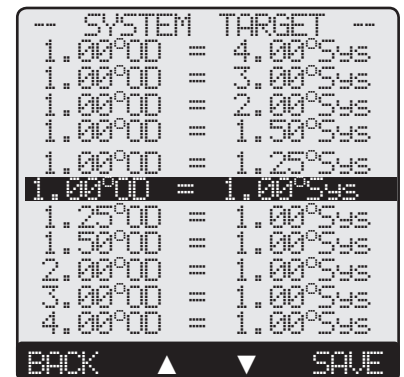 -- SYSTEM TARGET --
1.00°OD = 4.00°Sys
1.00°OD = 3.00°Sys
1.00°OD = 2.00°Sys
1.00°OD = 1.50°Sys
1.00°OD = 1.25°Sys
1.00°OD = 1.00°Sys
1.25°OD = 1.00°Sys
1.50°OD = 1.00°Sys
2.00°OD = 1.00°Sys
3.00°OD = 1.00°Sys
4.00°OD = 1.00°Sys
BACK ▲ ▼ SAVE